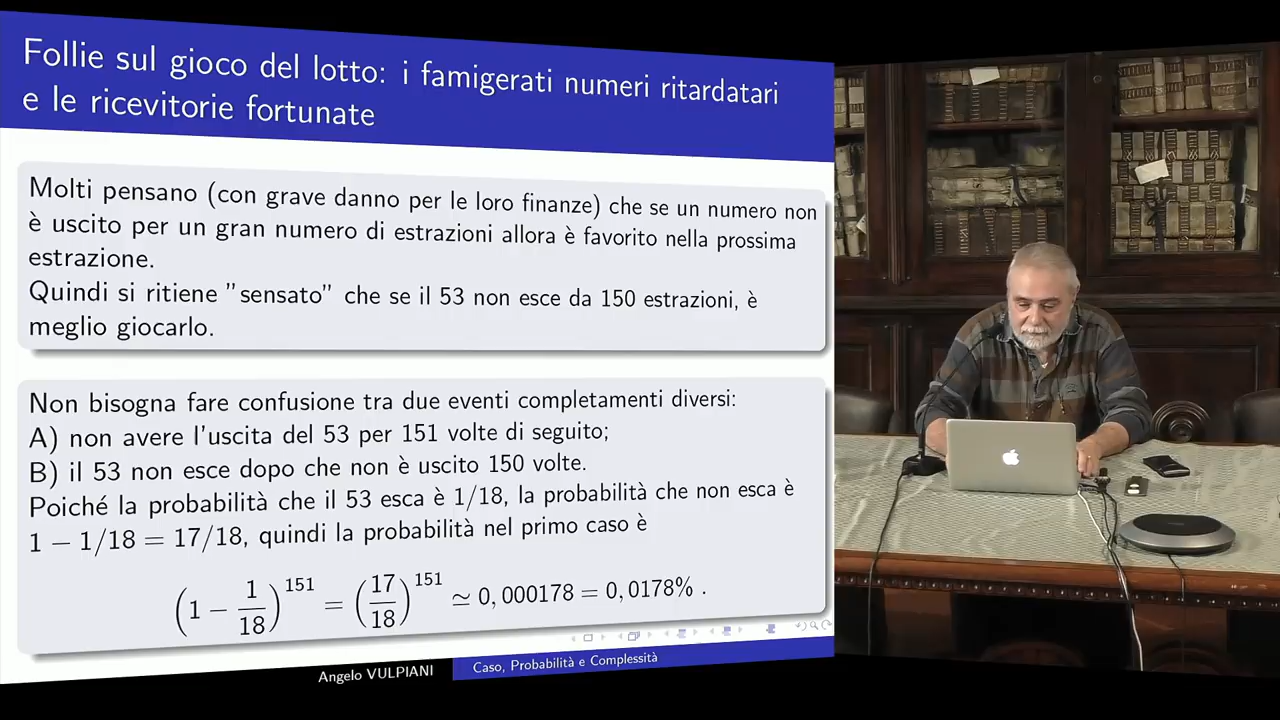 Follie sul gioco del lotto: i famigerati numeri ritardatari
e le ricevitorie fortunate
Molti pensano (con grave danno per le loro finanze) che se un numero non
è uscito per un gran numero di estrazioni allora è favorito nella prossima
estrazione.
Quindi si ritiene "sensato" che se il 53 non esce da 150 estrazioni, è
meglio giocarlo.
Non bisogna fare confusione tra due eventi completamenti diversi:
A) non avere l'uscita del 53 per 151 volte di seguito;
B) il 53 non esce dopo che non è uscito 150 volte.
Poiché la probabilità che il 53 esca è 1/18, la probabilità che non esca è
1 − 1/18 = 17/18, quindi la probabilità nel primo caso è
(1 − 1/18)^151 = (17/18)^151 ≃ 0,000178 = 0,0178% .
Angelo VULPIANI
Caso, Probabilità e Complessità